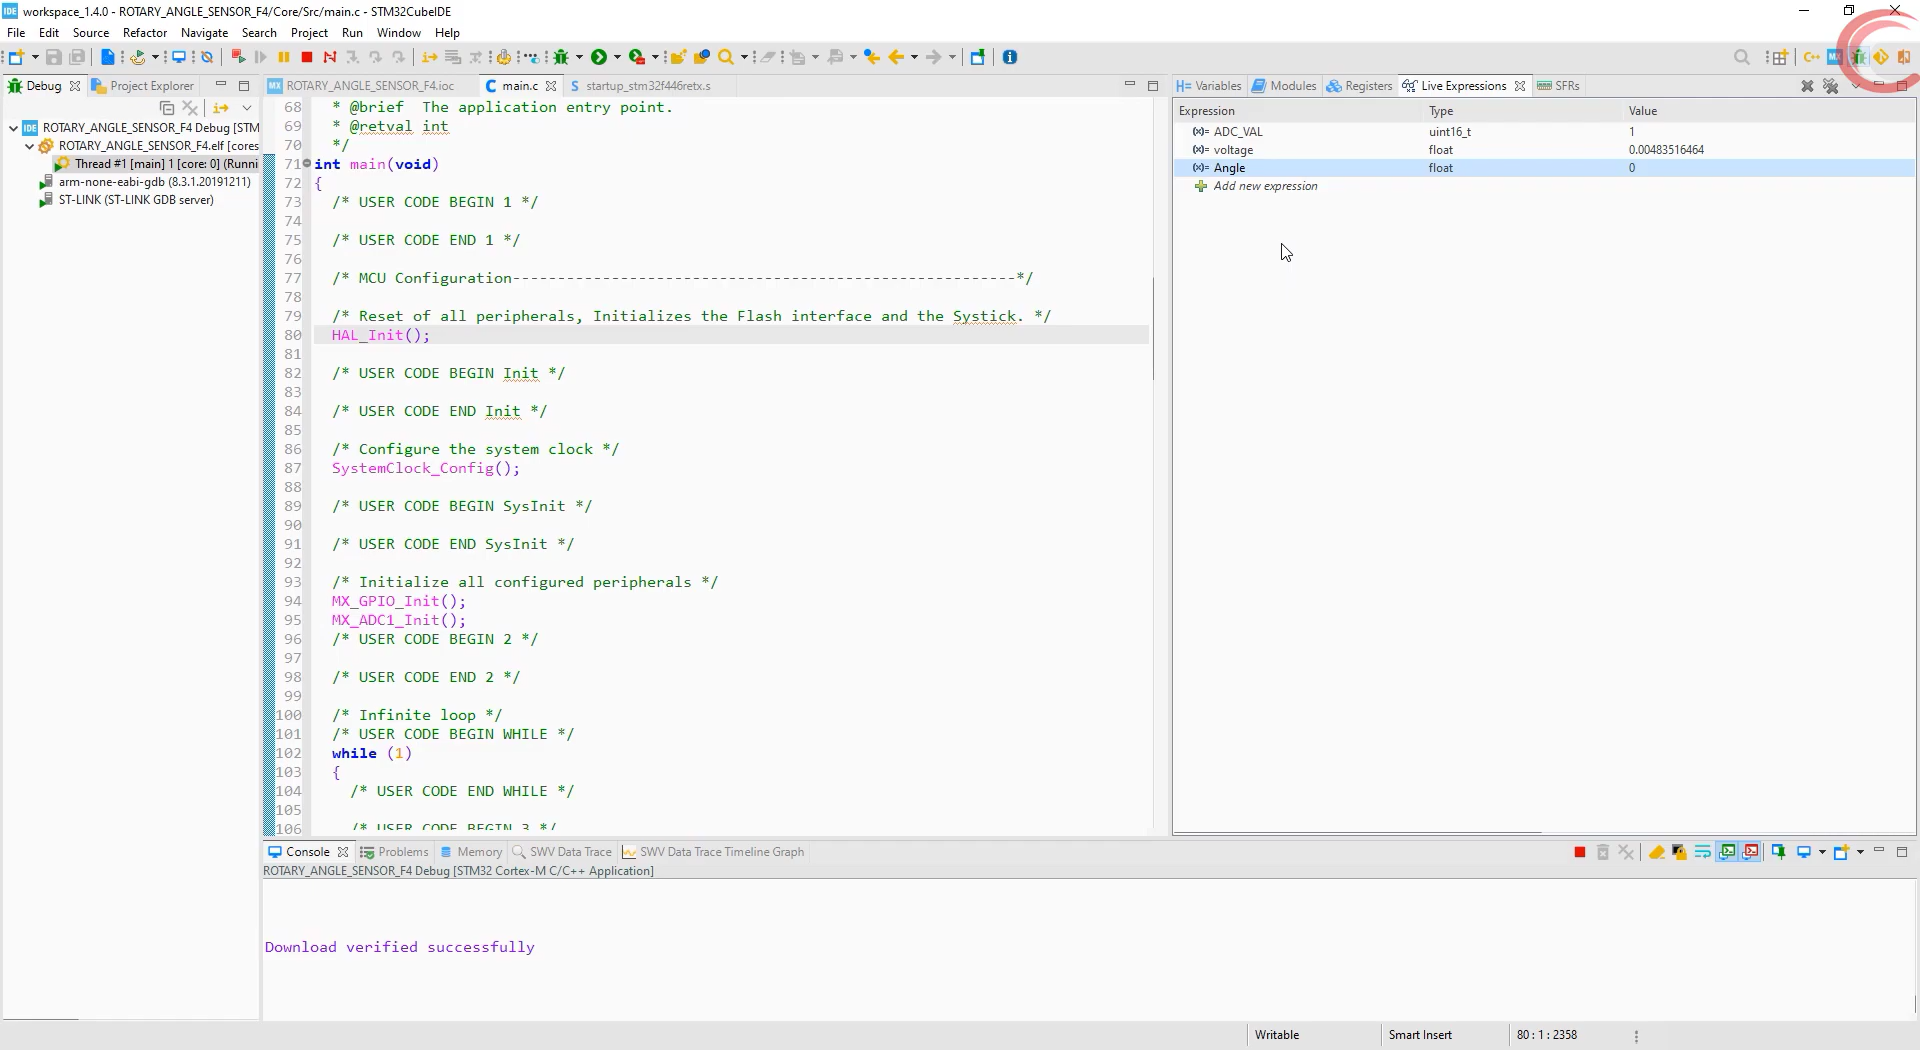 IDE workspace_1.4.0 - ROTARY_ANGLE_SENSOR_F4/Core/Src/main.c - STM32CubeIDE
File Edit Source Refactor Navigate Search Project Run Window Help
Debug Project Explorer
ROTARY_ANGLE_SENSOR_F4 Debug [STM
ROTARY_ANGLE_SENSOR_F4.elf [cores
Thread #1 [main] 1 [core: 0] (Runni
arm-none-eabi-gdb (8.3.1.20191211)
ST-LINK (ST-LINK GDB server)
MX ROTARY_ANGLE_SENSOR_F4.ioc main.c startup_stm32f446retx.s
68 * @brief The application entry point.
69 * @retval int
70 */
71 int main(void)
72 {
73 /* USER CODE BEGIN 1 */
74
75 /* USER CODE END 1 */
76
77 /* MCU Configuration--------------------------------------------------------*/
78
79 /* Reset of all peripherals, Initializes the Flash interface and the Systick. */
80 HAL_Init();
81
82 /* USER CODE BEGIN Init */
83
84 /* USER CODE END Init */
85
86 /* Configure the system clock */
87 SystemClock_Config();
88
89 /* USER CODE BEGIN SysInit */
90
91 /* USER CODE END SysInit */
92
93 /* Initialize all configured peripherals */
94 MX_GPIO_Init();
95 MX_ADC1_Init();
96 /* USER CODE BEGIN 2 */
97
98 /* USER CODE END 2 */
99
100 /* Infinite loop */
101 /* USER CODE BEGIN WHILE */
102 while (1)
103 {
104 /* USER CODE END WHILE */
105
106 /* USER CODE BEGIN 3 */
Variables Modules Registers Live Expressions SFRs
Expression Type Value
ADC_VAL uint16_t 1
voltage float 0.00483516464
Angle float 0
Add new expression
Console Problems Memory SWV Data Trace SWV Data Trace Timeline Graph
ROTARY_ANGLE_SENSOR_F4 Debug [STM32 Cortex-M C/C++ Application]
Download verified successfully
Writable Smart Insert 80 : 1 : 2358